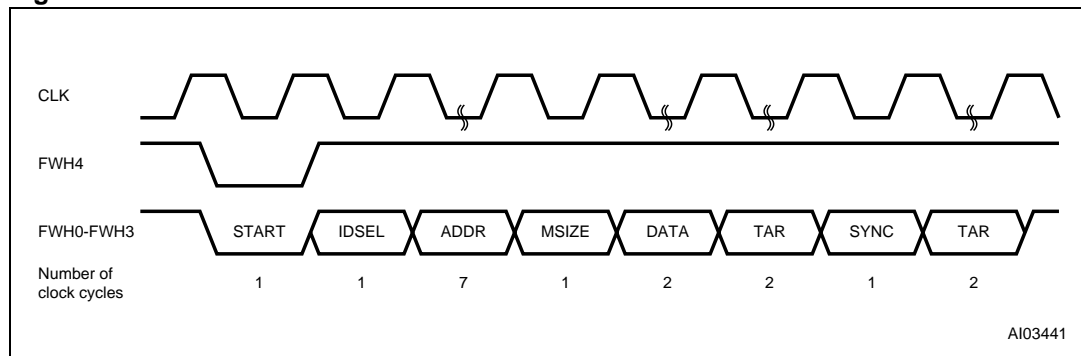 CLK
FWH4
FWH0-FWH3 START IDSEL ADDR MSIZE DATA TAR SYNC TAR
Number of
clock cycles 1 1 7 1 2 2 1 2
AI03441